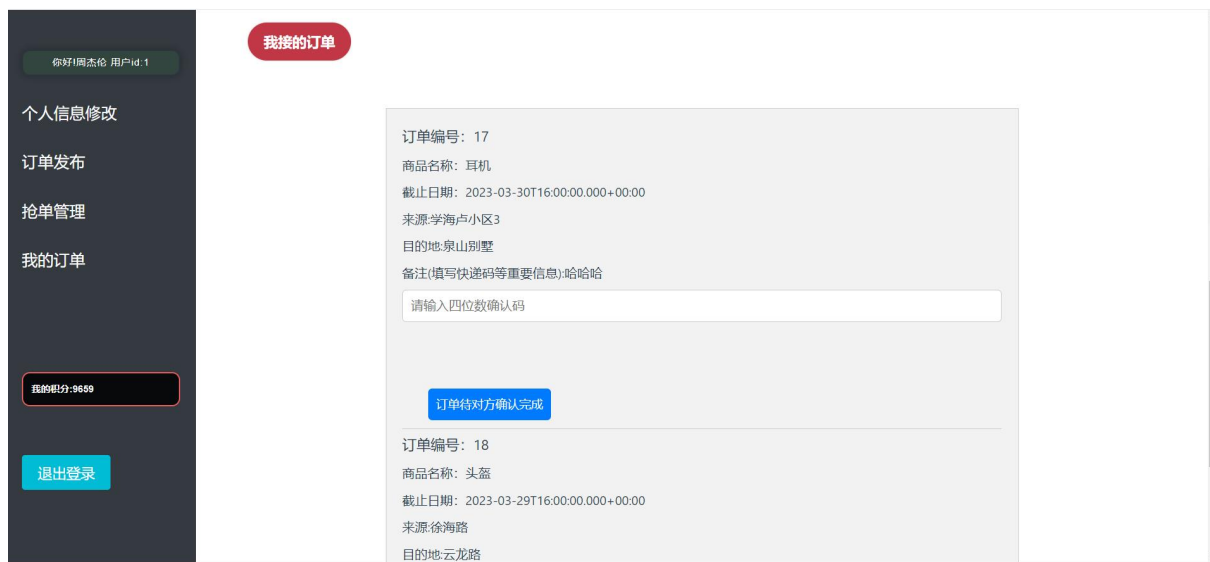 你好!周杰伦 用户id:1
个人信息修改
订单发布
抢单管理
我的订单
我的积分:9659
退出登录
我接的订单
订单编号：17
商品名称：耳机
截止日期：2023-03-30T16:00:00.000+00:00
来源:学海卢小区3
目的地:泉山别墅
备注(填写快递码等重要信息):哈哈哈
请输入四位数确认码
订单待对方确认完成
订单编号：18
商品名称：头盔
截止日期：2023-03-29T16:00:00.000+00:00
来源:徐海路
目的地:云龙路